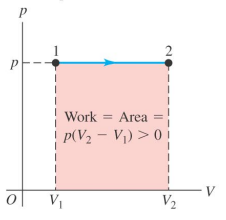 p
1 2
p
Work = Area =
p(V₂ − V₁) > 0
O V₁ V₂ V